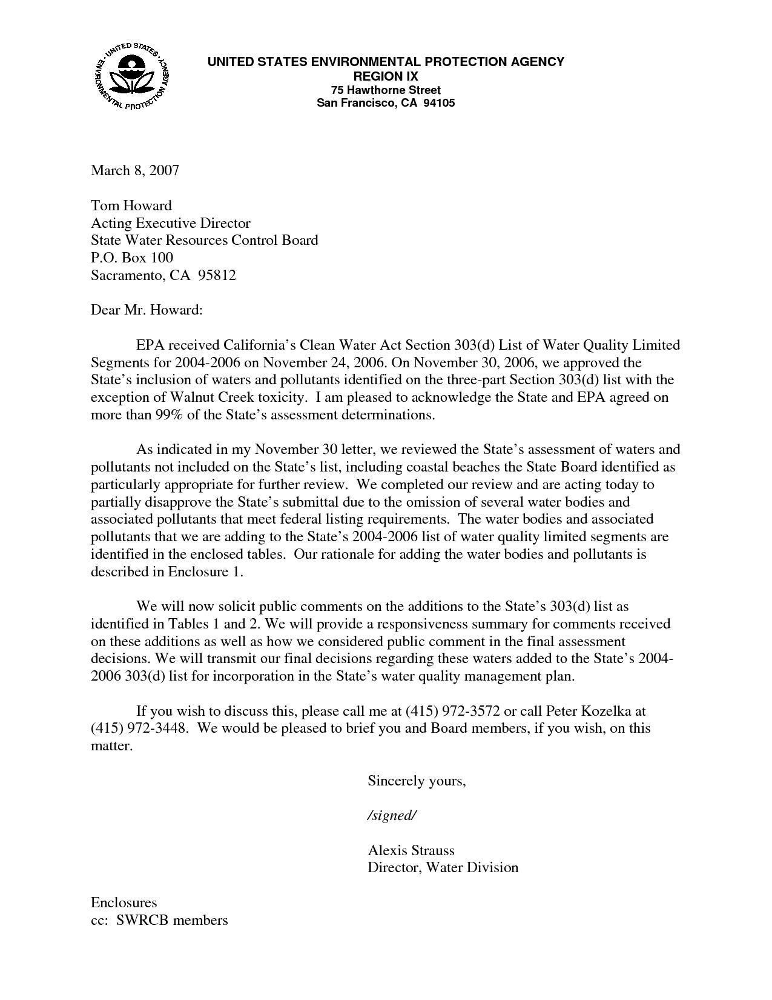 UNITED STATES ENVIRONMENTAL PROTECTION AGENCY
UNITED STATES ENVIRONMENTAL PROTECTION AGENCY
REGION IX
75 Hawthorne Street
San Francisco, CA  94105
March 8, 2007
Tom Howard
Acting Executive Director
State Water Resources Control Board
P.O. Box 100
Sacramento, CA  95812
Dear Mr. Howard:
EPA received California’s Clean Water Act Section 303(d) List of Water Quality Limited
Segments for 2004-2006 on November 24, 2006. On November 30, 2006, we approved the
State’s inclusion of waters and pollutants identified on the three-part Section 303(d) list with the
exception of Walnut Creek toxicity.  I am pleased to acknowledge the State and EPA agreed on
more than 99% of the State’s assessment determinations.
As indicated in my November 30 letter, we reviewed the State’s assessment of waters and
pollutants not included on the State’s list, including coastal beaches the State Board identified as
particularly appropriate for further review.  We completed our review and are acting today to
partially disapprove the State’s submittal due to the omission of several water bodies and
associated pollutants that meet federal listing requirements.  The water bodies and associated
pollutants that we are adding to the State’s 2004-2006 list of water quality limited segments are
identified in the enclosed tables.  Our rationale for adding the water bodies and pollutants is
described in Enclosure 1.
We will now solicit public comments on the additions to the State’s 303(d) list as
identified in Tables 1 and 2. We will provide a responsiveness summary for comments received
on these additions as well as how we considered public comment in the final assessment
decisions. We will transmit our final decisions regarding these waters added to the State’s 2004-
2006 303(d) list for incorporation in the State’s water quality management plan.
If you wish to discuss this, please call me at (415) 972-3572 or call Peter Kozelka at
(415) 972-3448.  We would be pleased to brief you and Board members, if you wish, on this
matter.
Sincerely yours,
/signed/
Alexis Strauss
Director, Water Division
Enclosures
cc:  SWRCB members